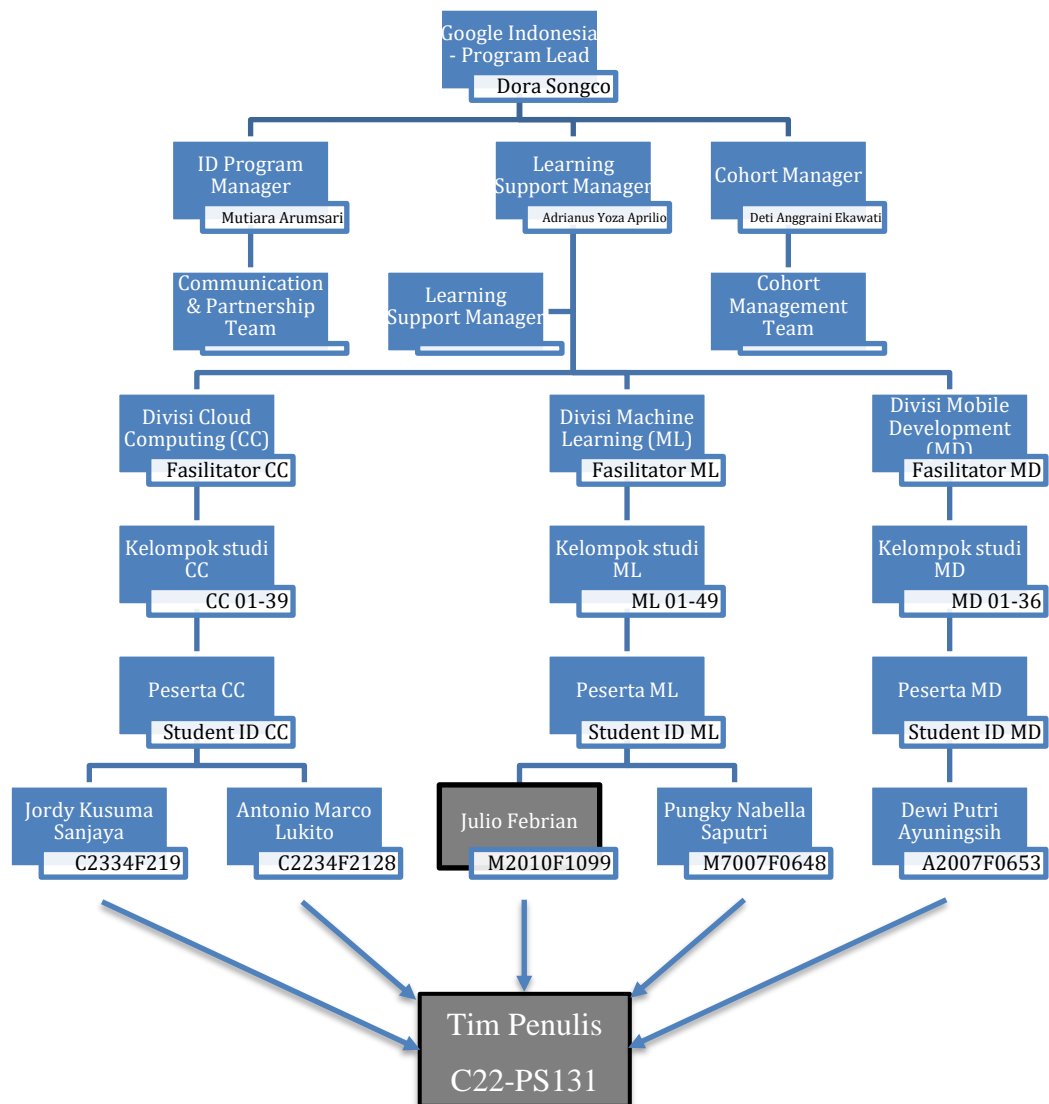 Google Indonesia
- Program Lead
Dora Songco
ID Program
Manager
Mutiara Arumsari
Learning
Support Manager
Adrianus Yoza Aprilio
Cohort Manager
Deti Anggraini Ekawati
Communication
& Partnership
Team
Learning
Support Manager
Cohort
Management
Team
Divisi Cloud
Computing (CC)
Fasilitator CC
Divisi Machine
Learning (ML)
Fasilitator ML
Divisi Mobile
Development
(MD)
Fasilitator MD
Kelompok studi
CC
CC 01-39
Kelompok studi
ML
ML 01-49
Kelompok studi
MD
MD 01-36
Peserta CC
Student ID CC
Peserta ML
Student ID ML
Peserta MD
Student ID MD
Jordy Kusuma
Sanjaya
C2334F219
Antonio Marco
Lukito
C2234F2128
Julio Febrian
M2010F1099
Pungky Nabella
Saputri
M7007F0648
Dewi Putri
Ayuningsih
A2007F0653
Tim Penulis
C22-PS131